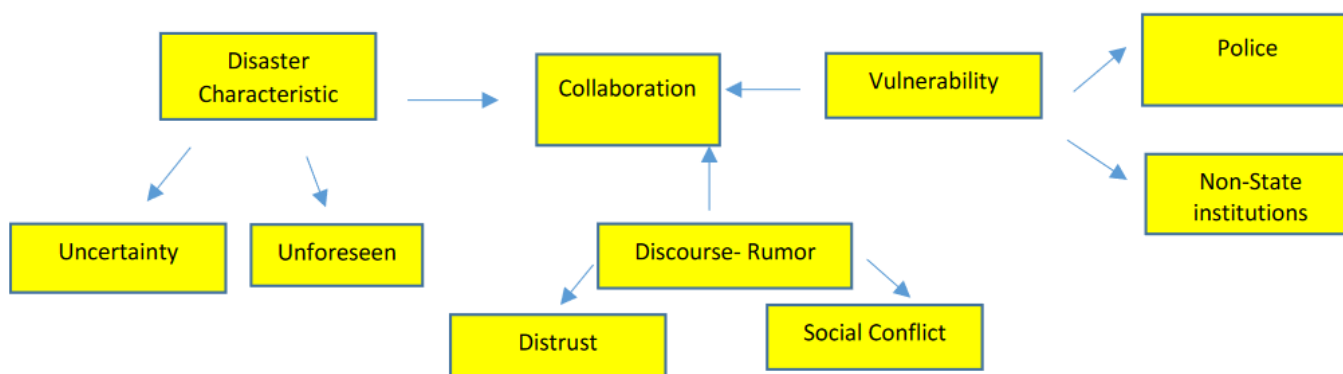 Disaster
Characteristic
Collaboration
Vulnerability
Police
Non-State
institutions
Uncertainty
Unforeseen
Discourse- Rumor
Distrust
Social Conflict